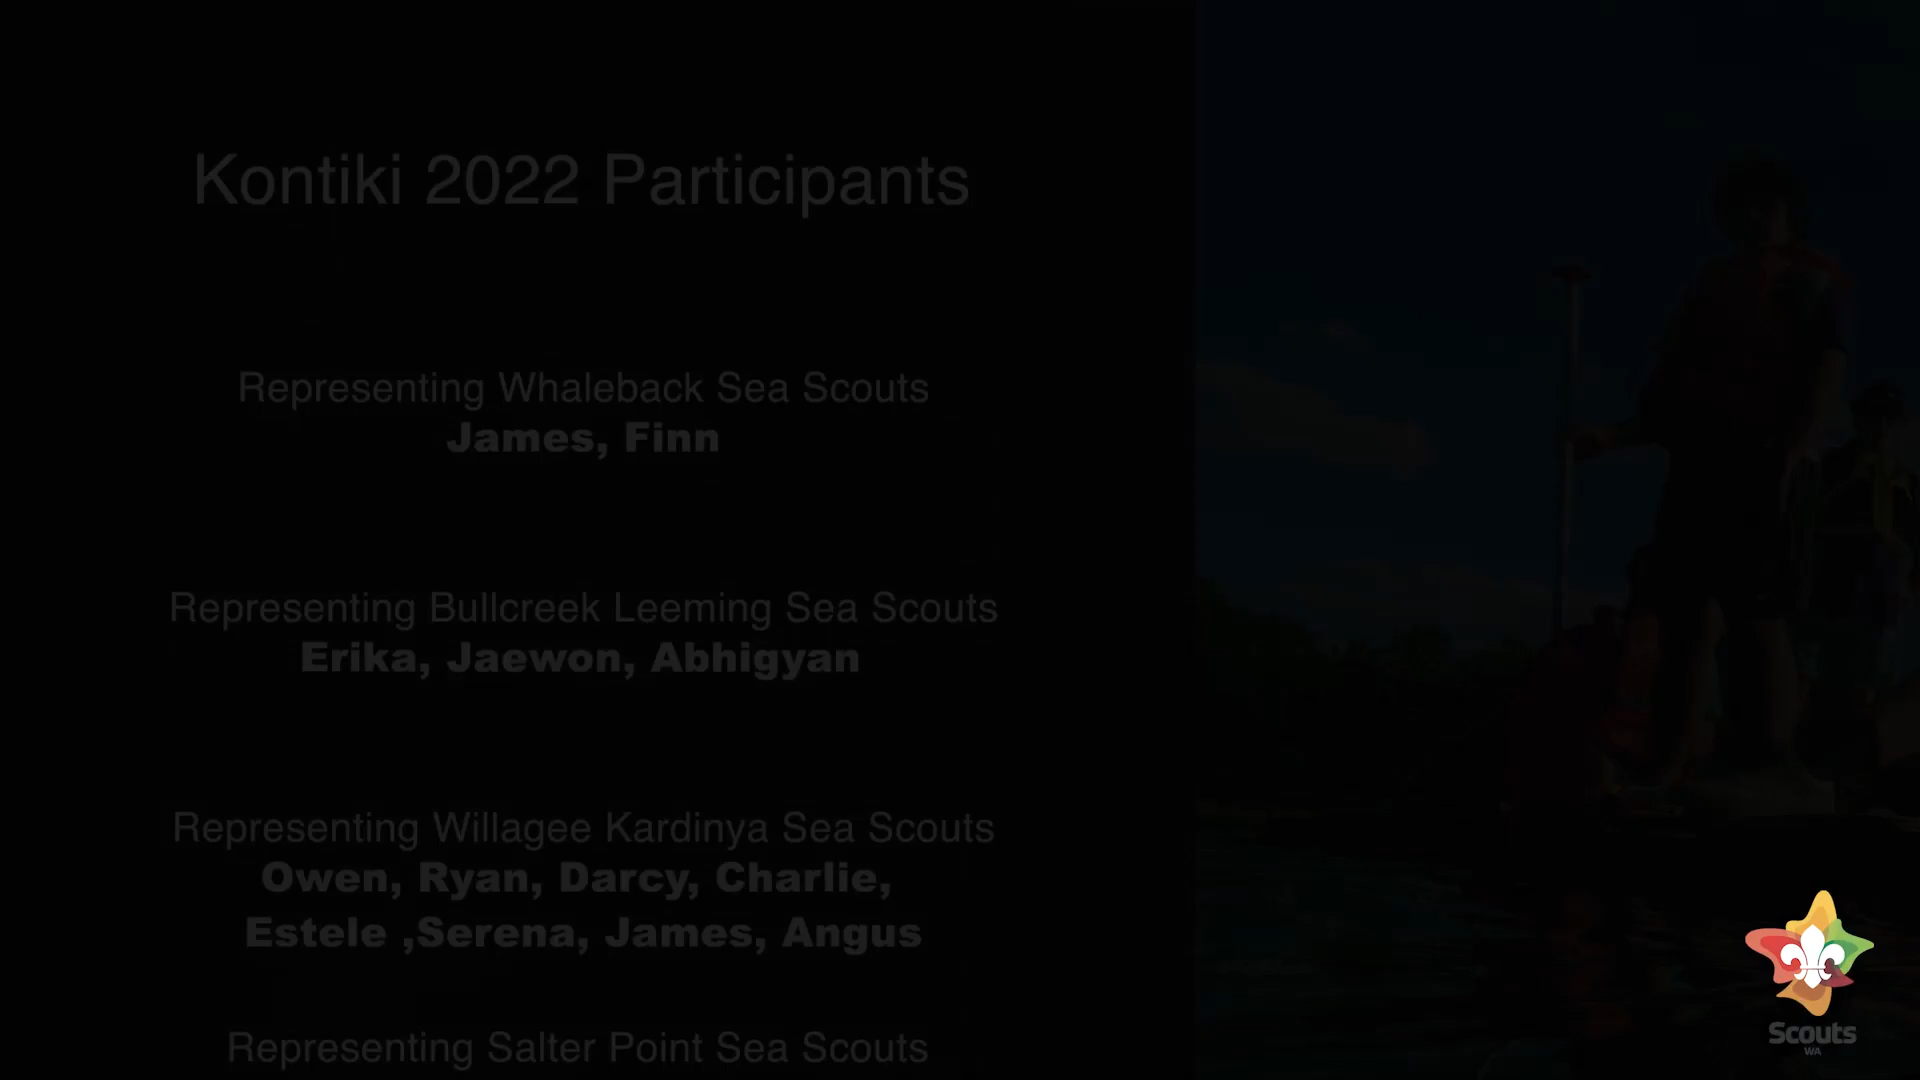 Kontiki 2022 Participants
Representing Whaleback Sea Scouts
James, Finn
Representing Bullcreek Leeming Sea Scouts
Erika, Jaewon, Abhigyan
Representing Willagee Kardinya Sea Scouts
Owen, Ryan, Darcy, Charlie,
Estele ,Serena, James, Angus
Representing Salter Point Sea Scouts
Scouts
WA